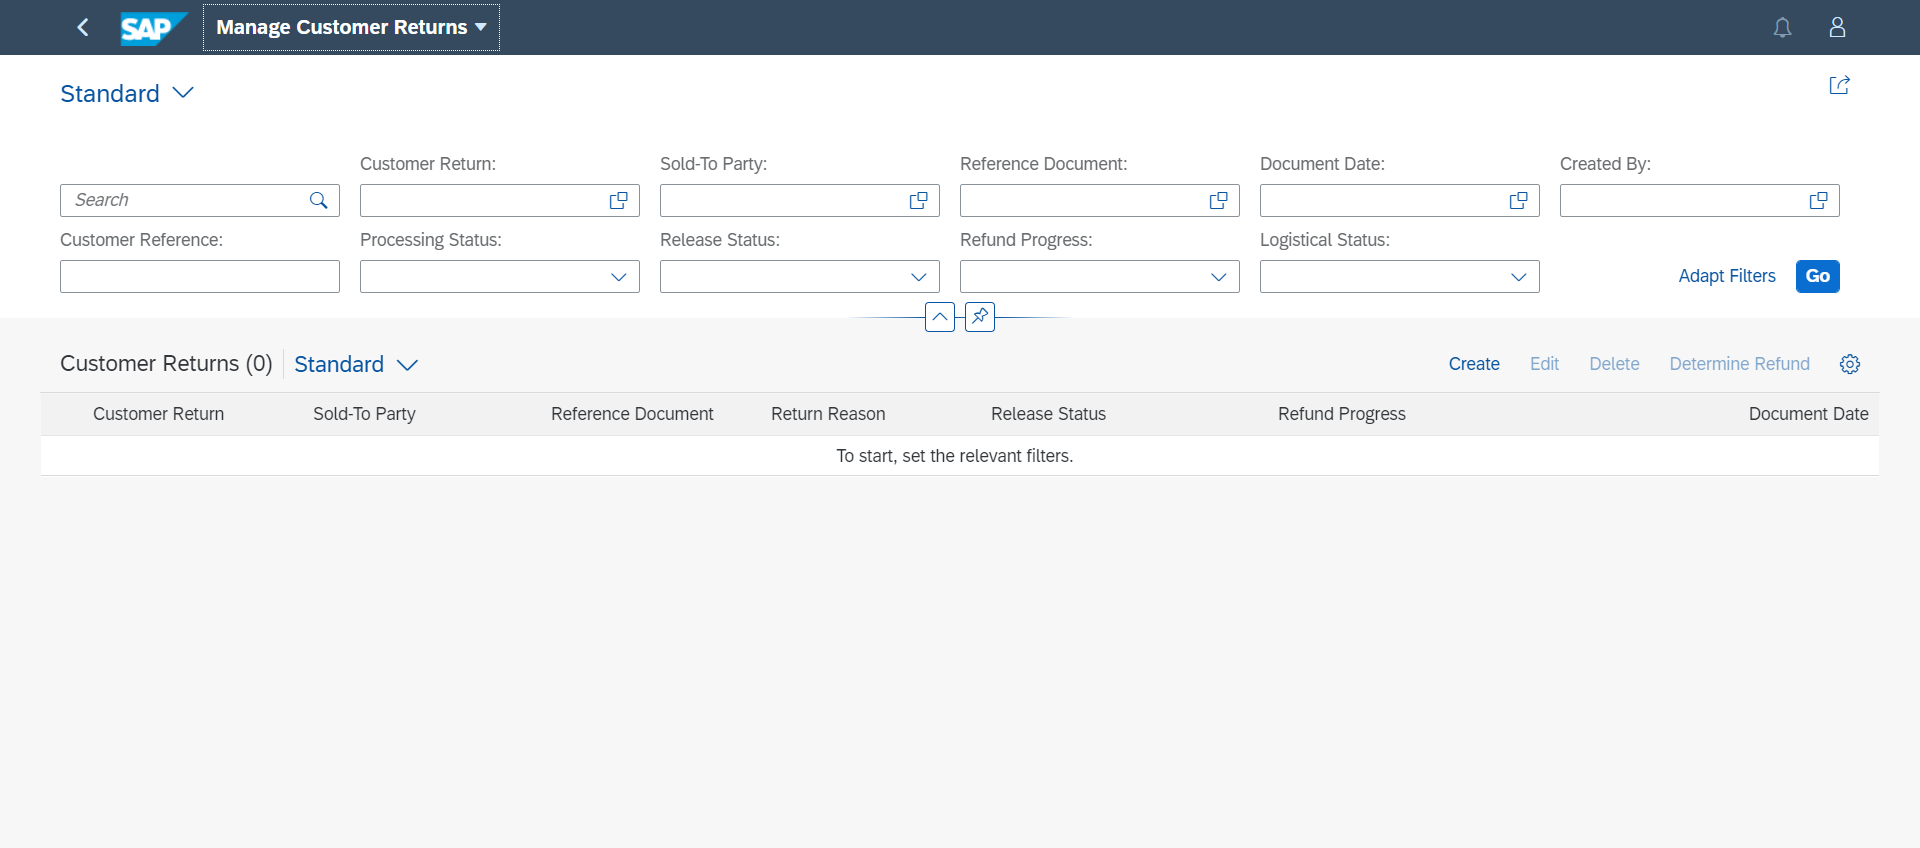 SAP Manage Customer Returns
Standard
Customer Return: Sold-To Party: Reference Document: Document Date: Created By:
Search
Customer Reference: Processing Status: Release Status: Refund Progress: Logistical Status:
Adapt Filters Go
Customer Returns (0) Standard Create Edit Delete Determine Refund
Customer Return Sold-To Party Reference Document Return Reason Release Status Refund Progress Document Date
To start, set the relevant filters.